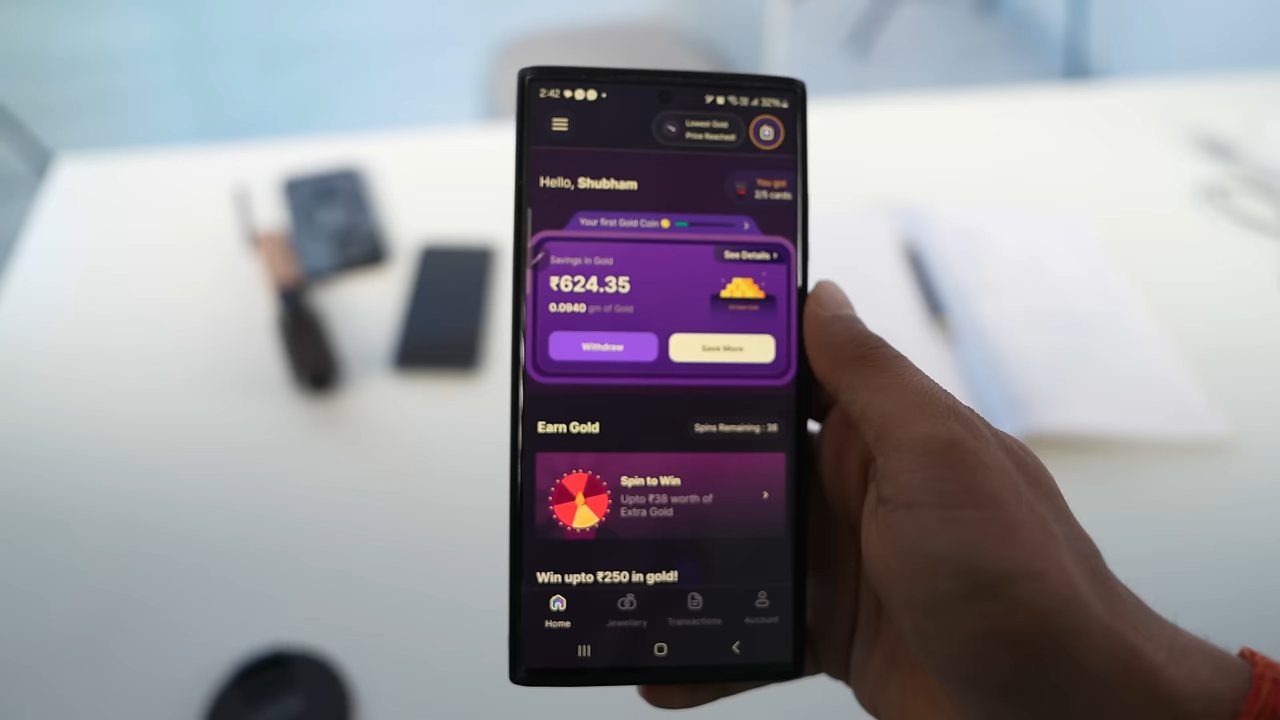 2:42
32%
Lowest Gold
Price Reached!
Hello, Shubham
You got
2/5 cards
Your first Gold Coin
Savings in Gold
See Details
₹624.35
0.0940 gm of Gold
Withdraw
Save More
Earn Gold
Spins Remaining : 38
Spin to Win
Upto ₹38 worth of
Extra Gold
Win upto ₹250 in gold!
Home
Jewellery
Transactions
Account